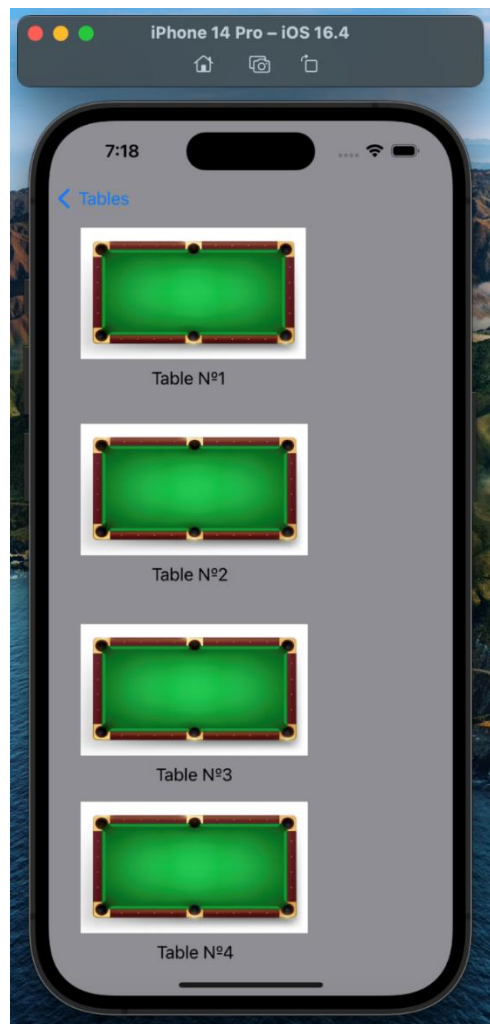 iPhone 14 Pro – iOS 16.4
7:18
Tables
Table Nº1
Table Nº2
Table Nº3
Table Nº4